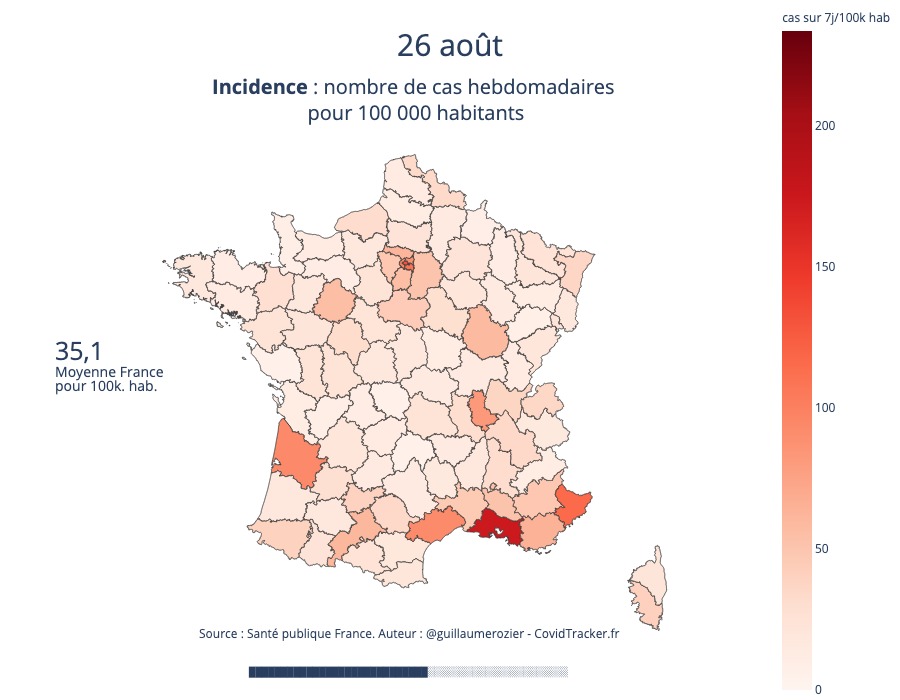 cas sur 7j/100k hab
26 août
Incidence : nombre de cas hebdomadaires
pour 100 000 habitants
200
150
35,1
Moyenne France
pour 100k. hab.
100
50
Source : Santé publique France. Auteur : @guillaumerozier - CovidTracker.fr
0